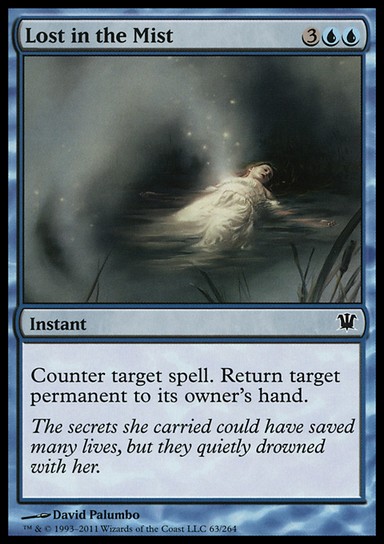 Lost in the Mist 3
Instant
Counter target spell. Return target
permanent to its owner's hand.
The secrets she carried could have saved
many lives, but they quietly drowned
with her.
David Palumbo
™ & © 1993–2011 Wizards of the Coast LLC 63/264